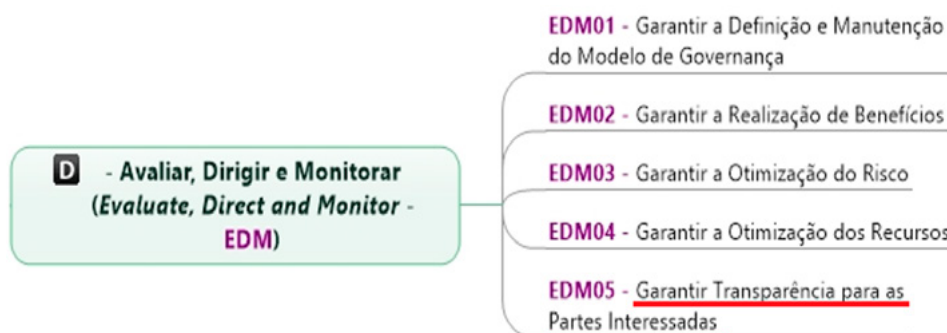 EDM01 - Garantir a Definição e Manutenção
do Modelo de Governança
EDM02 - Garantir a Realização de Benefícios
D - Avaliar, Dirigir e Monitorar
(Evaluate, Direct and Monitor -
EDM)
EDM03 - Garantir a Otimização do Risco
EDM04 - Garantir a Otimização dos Recursos
EDM05 - Garantir Transparência para as
Partes Interessadas